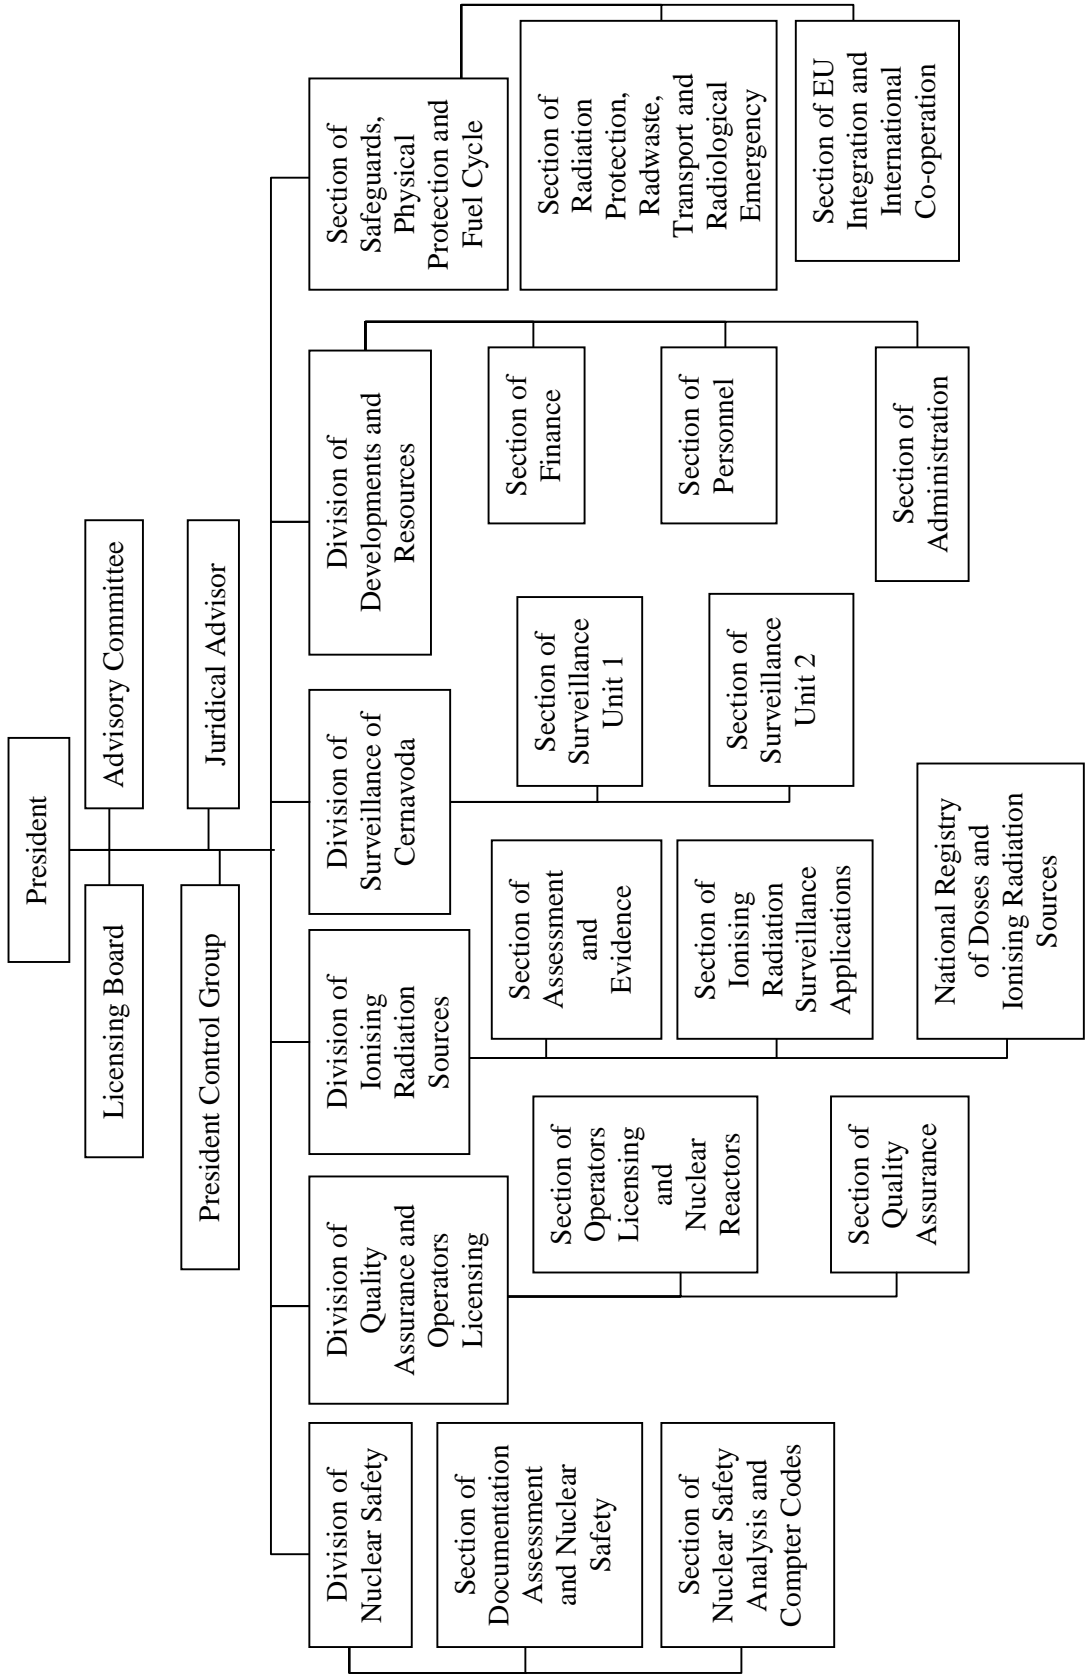 President
Licensing Board
Advisory Committee
President Control Group
Juridical Advisor
Division of
Nuclear Safety
Section of
Documentation
Assessment
and Nuclear
Safety
Section of
Nuclear Safety
Analysis and
Compter Codes
Division of
Quality
Assurance and
Operators
Licensing
Section of
Operators
Licensing
and
Nuclear
Reactors
Section of
Quality
Assurance
Division of
Ionising
Radiation
Sources
Section of
Assessment
and
Evidence
Section of
Ionising
Radiation
Surveillance
Applications
National Registry
of Doses and
Ionising Radiation
Sources
Division of
Surveillance of
Cernavoda
Section of
Surveillance
Unit 1
Section of
Surveillance
Unit 2
Division of
Developments and
Resources
Section of
Finance
Section of
Personnel
Section of
Administration
Section of
Safeguards,
Physical
Protection and
Fuel Cycle
Section of
Radiation
Protection,
Radwaste,
Transport and
Radiological
Emergency
Section of EU
Integration and
International
Co-operation